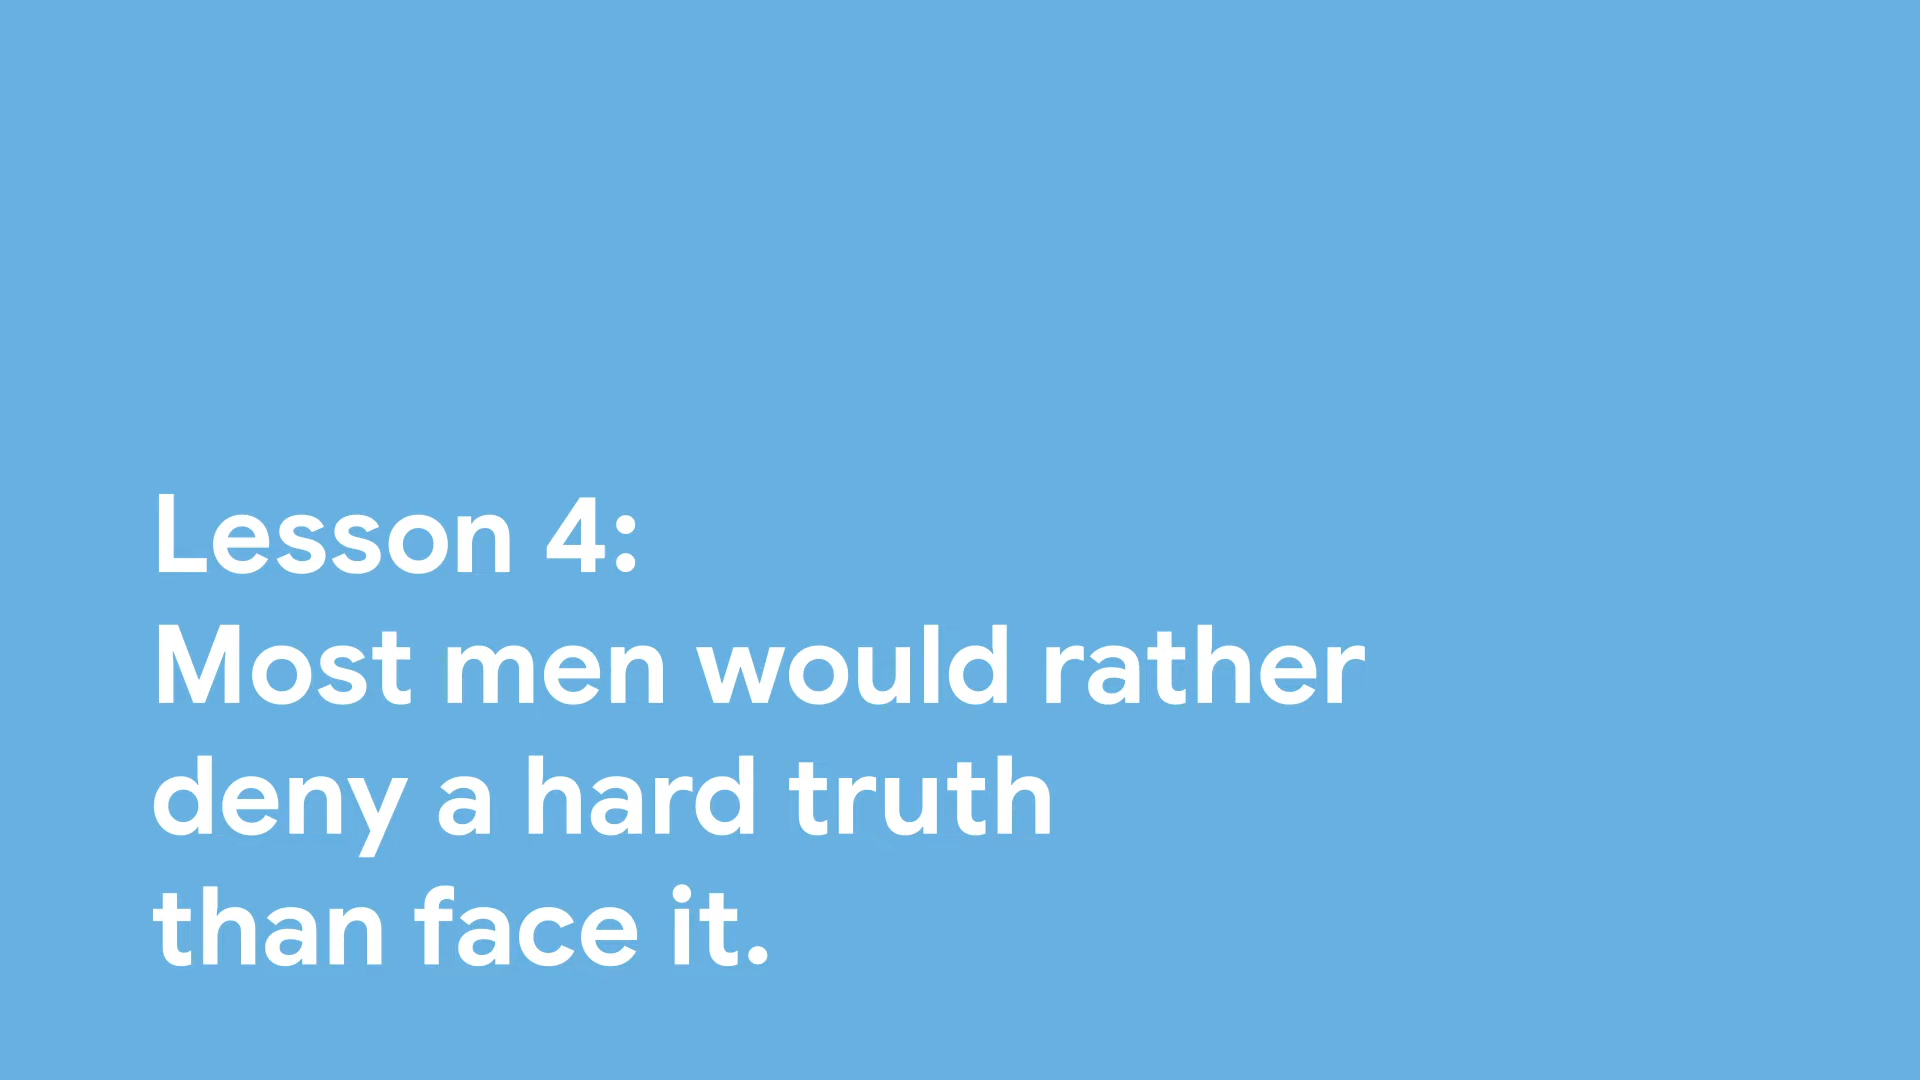 Lesson 4:
Most men would rather
deny a hard truth
than face it.